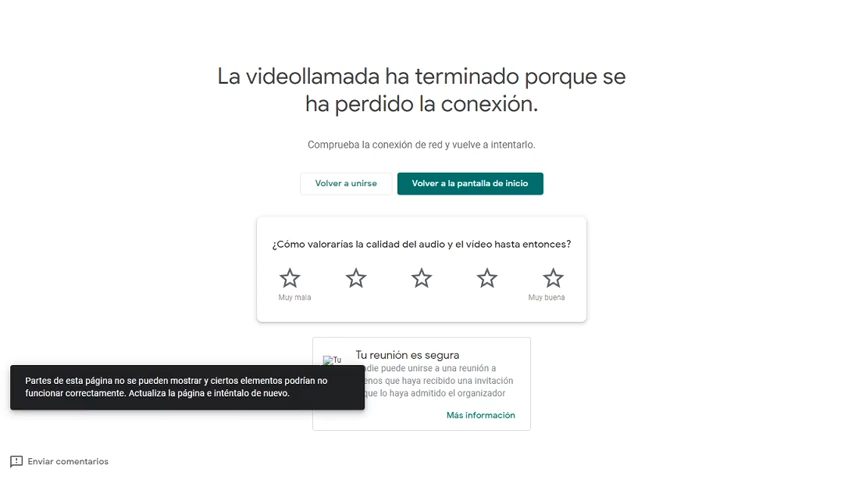 La videollamada ha terminado porque se
ha perdido la conexión.
Comprueba la conexión de red y vuelve a intentarlo.
Volver a unirse
Volver a la pantalla de inicio
¿Cómo valorarías la calidad del audio y el vídeo hasta entonces?
Muy mala
Muy buena
Tu
Tu reunión es segura
puede unirse a una reunión a
que haya recibido una invitación
que lo haya admitido el organizador
Más información
Partes de esta página no se pueden mostrar y ciertos elementos podrían no
funcionar correctamente. Actualiza la página e inténtalo de nuevo.
Enviar comentarios